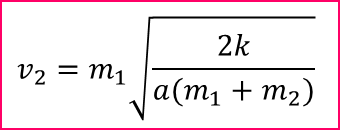 v₂ = m₁√(2k / a(m₁ + m₂))